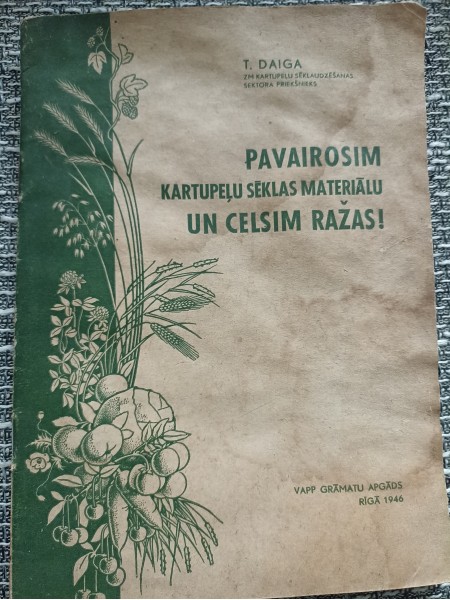 T. DAIGA
ZM KARTUPEĻU SĒKLAUDZĒŠANAS
SEKTORA PRIEKŠNIEKS
PAVAIROSIM
KARTUPEĻU SĒKLAS MATERIĀLU
UN CELSIM RAŽAS!
VAPP GRĀMATU APGĀDS
RĪGĀ 1946